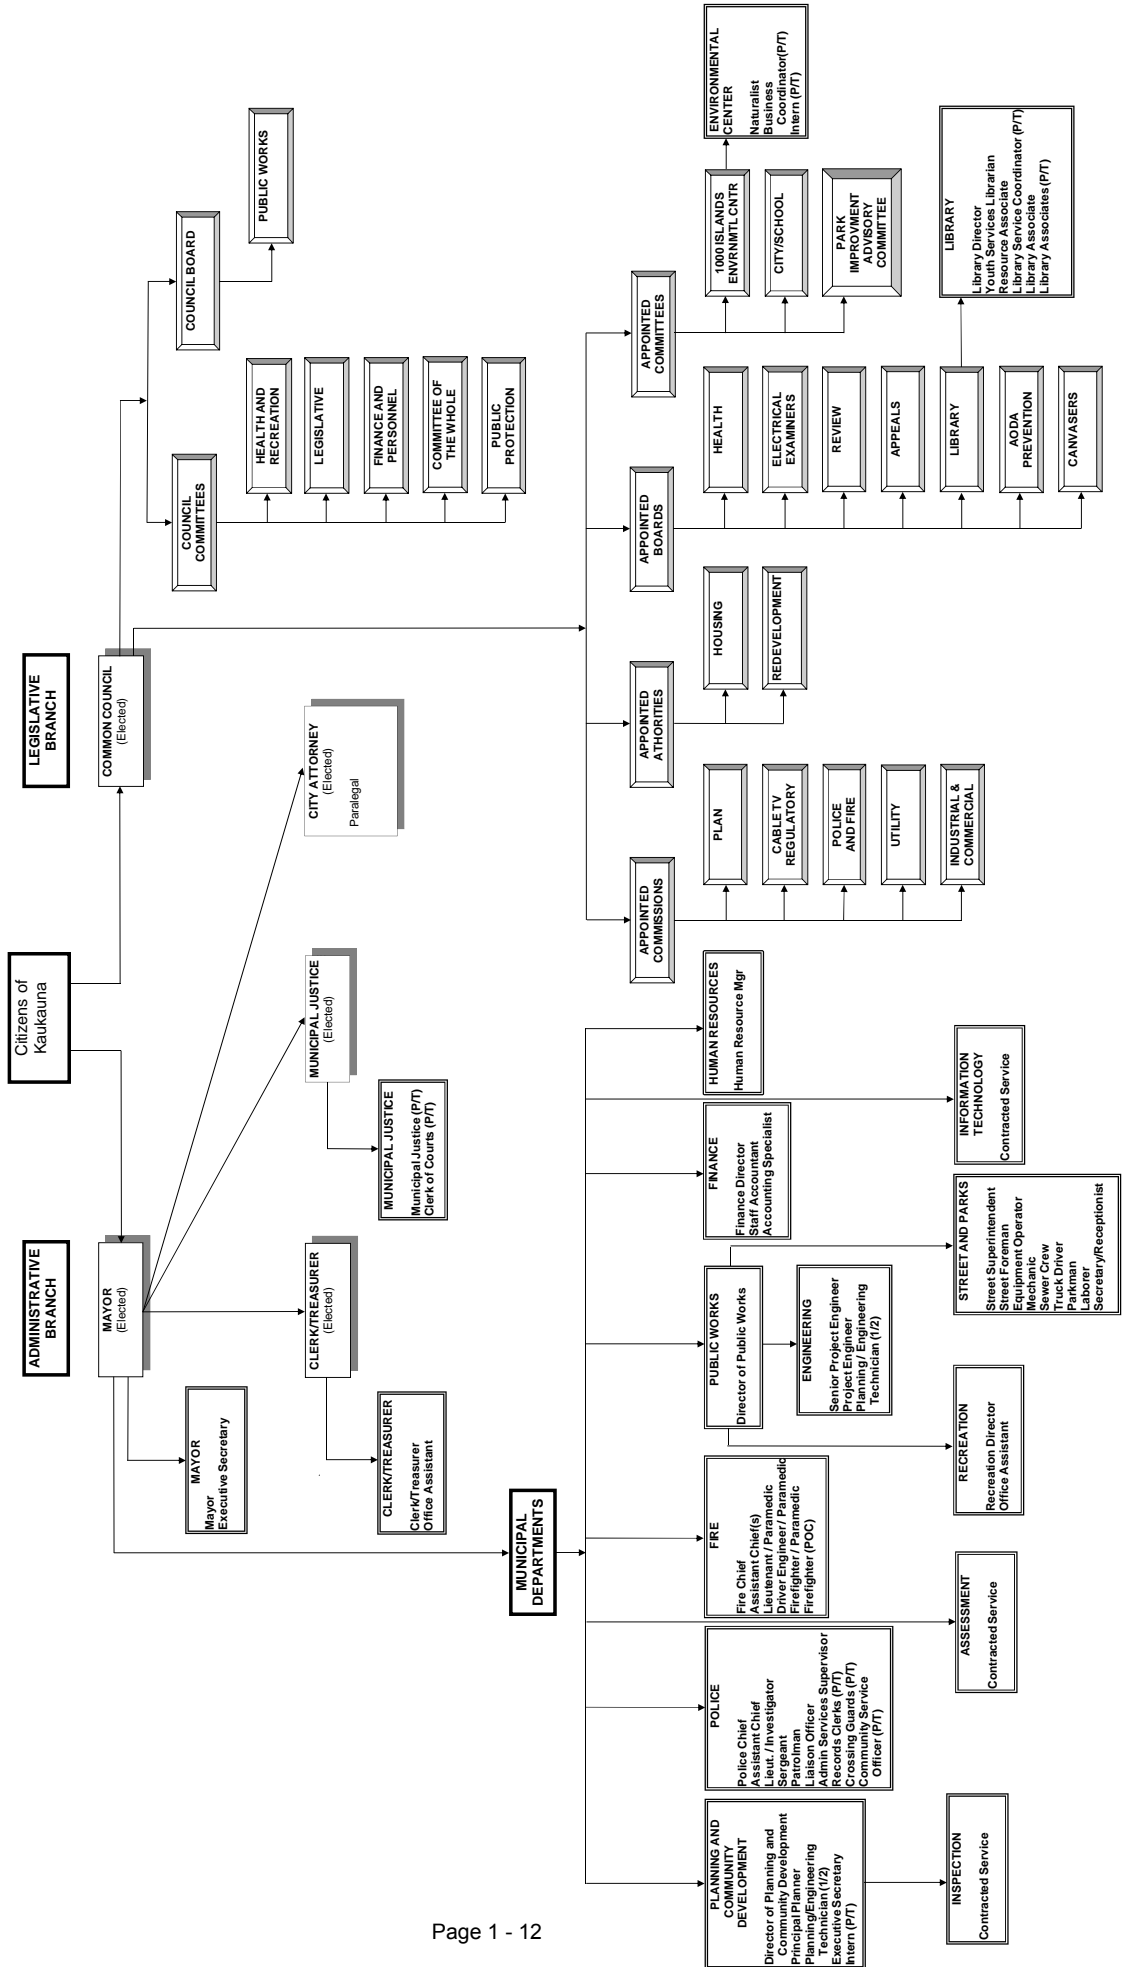 Citizens of
Kaukauna
ADMINISTRATIVE
BRANCH
LEGISLATIVE
BRANCH
MAYOR
(Elected)
COMMON COUNCIL
(Elected)
MAYOR
Mayor
Executive Secretary
CLERK/TREASURER
(Elected)
MUNICIPAL JUSTICE
(Elected)
CITY ATTORNEY
(Elected)
Paralegal
CLERK/TREASURER
Clerk/Treasurer
Office Assistant
MUNICIPAL JUSTICE
Municipal Justice (P/T)
Clerk of Courts (P/T)
COUNCIL
COMMITTEES
COUNCIL BOARD
HEALTH AND
RECREATION
LEGISLATIVE
FINANCE AND
PERSONNEL
COMMITTEE OF
THE WHOLE
PUBLIC
PROTECTION
PUBLIC WORKS
MUNICIPAL
DEPARTMENTS
PLANNING AND
COMMUNITY
DEVELOPMENT
Director of Planning and
Community Development
Principal Planner
Planning/Engineering
Technician (1/2)
Executive Secretary
Intern (P/T)
INSPECTION
Contracted Service
POLICE
Police Chief
Assistant Chief
Lieut. / Investigator
Sergeant
Patrolman
Liaison Officer
Admin Services Supervisor
Records Clerks (P/T)
Crossing Guards (P/T)
Community Service
Officer (P/T)
ASSESSMENT
Contracted Service
FIRE
Fire Chief
Assistant Chief(s)
Lieutenant / Paramedic
Driver Engineer / Paramedic
Firefighter / Paramedic
Firefighter (POC)
PUBLIC WORKS
Director of Public Works
ENGINEERING
Senior Project Engineer
Project Engineer
Planning / Engineering
Technician (1/2)
RECREATION
Recreation Director
Office Assistant
STREET AND PARKS
Street Superintendent
Street Foreman
Equipment Operator
Mechanic
Sewer Crew
Truck Driver
Parkman
Laborer
Secretary/Receptionist
FINANCE
Finance Director
Staff Accountant
Accounting Specialist
INFORMATION
TECHNOLOGY
Contracted Service
HUMAN RESOURCES
Human Resource Mgr
APPOINTED
COMMISSIONS
PLAN
CABLE TV
REGULATORY
POLICE
AND FIRE
UTILITY
INDUSTRIAL &
COMMERCIAL
APPOINTED
ATHORITIES
HOUSING
REDEVELOPMENT
APPOINTED
BOARDS
HEALTH
ELECTRICAL
EXAMINERS
REVIEW
APPEALS
LIBRARY
AODA
PREVENTION
CANVASERS
LIBRARY
Library Director
Youth Services Librarian
Resource Associate
Library Service Coordinator (P/T)
Library Associate
Library Associates (P/T)
APPOINTED
COMMITTEES
1000 ISLANDS
ENVRNMTL CNTR
CITY/SCHOOL
PARK
IMPROVMENT
ADVISORY
COMMITTEE
ENVIRONMENTAL
CENTER
Naturalist
Business
Coordinator(P/T)
Intern (P/T)
Page 1 - 12